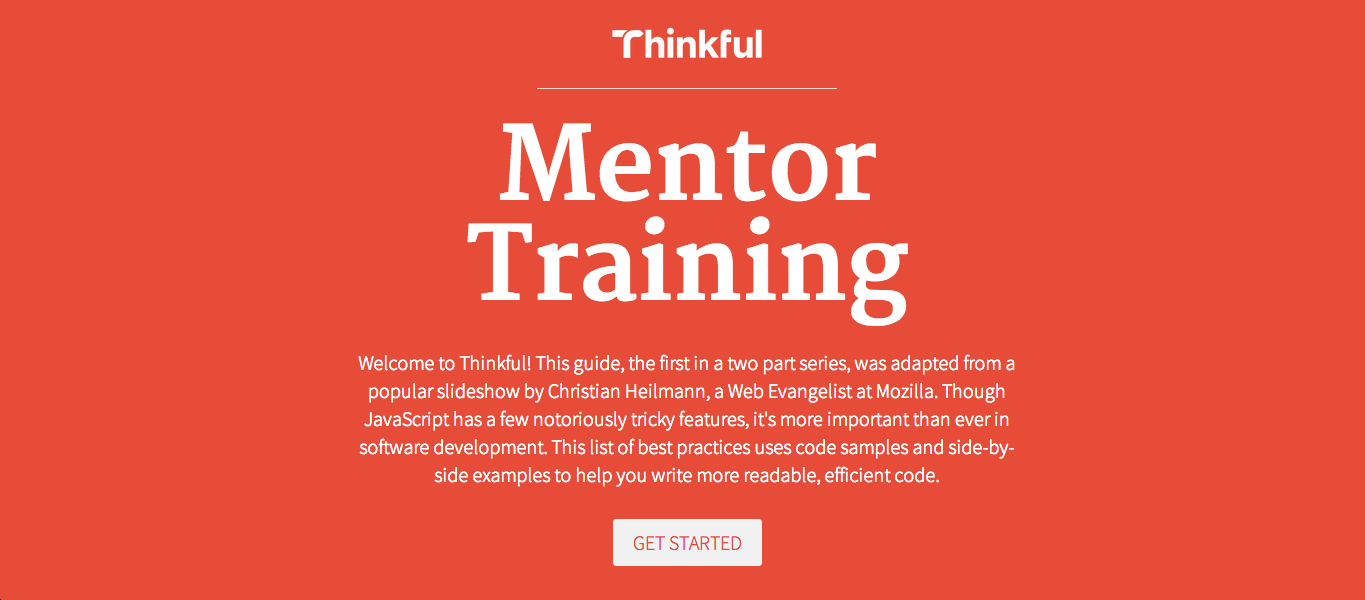 Thinkful
Mentor
Training
Welcome to Thinkful! This guide, the first in a two part series, was adapted from a
popular slideshow by Christian Heilmann, a Web Evangelist at Mozilla. Though
JavaScript has a few notoriously tricky features, it's more important than ever in
software development. This list of best practices uses code samples and side-by-
side examples to help you write more readable, efficient code.
GET STARTED